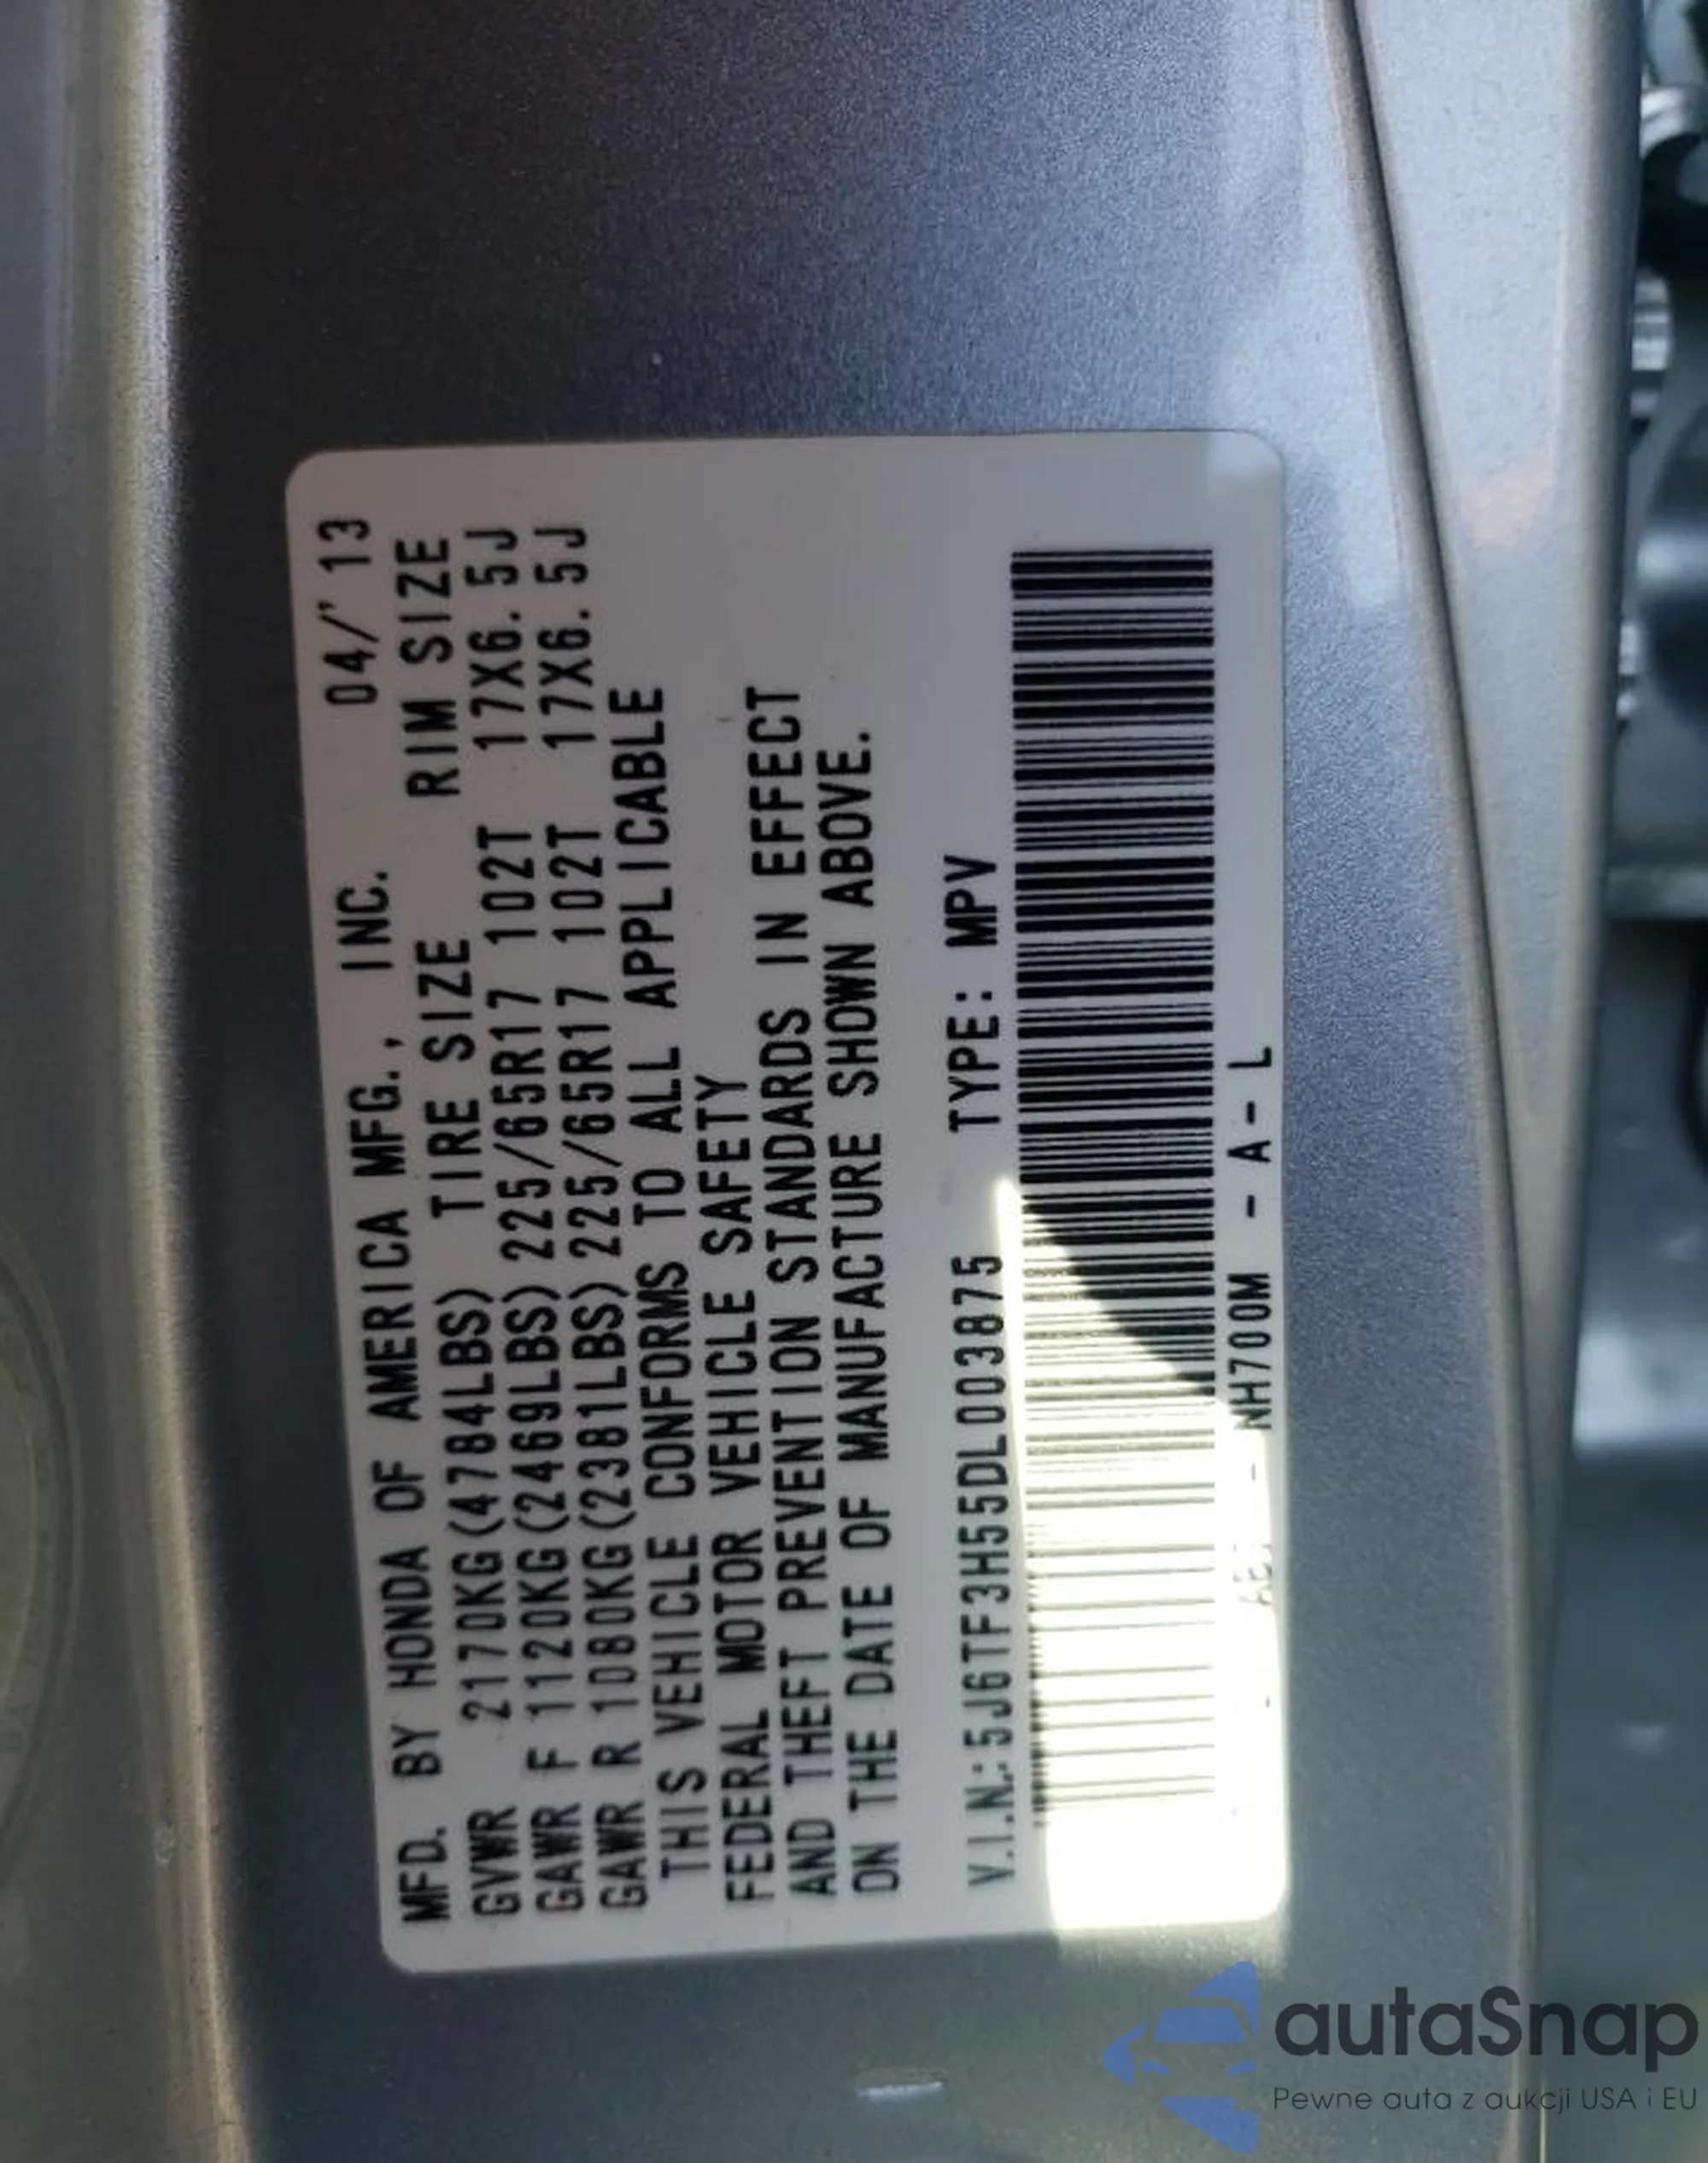 MFD. BY HONDA OF AMERICA MFG., INC. 04/'13
GVWR 2170KG(4784LBS) TIRE SIZE RIM SIZE
GAWR F 1120KG(2469LBS) 225/65R17 102T 17X6.5J
GAWR R 1080KG(2381LBS) 225/65R17 102T 17X6.5J
THIS VEHICLE CONFORMS TO ALL APPLICABLE
FEDERAL MOTOR VEHICLE SAFETY
AND THEFT PREVENTION STANDARDS IN EFFECT
ON THE DATE OF MANUFACTURE SHOWN ABOVE.
V.I.N.:5J6TF3H55DL003875 TYPE: MPV
NH700M - A- L
autaSnap
Pewne auta z aukcji USA i EU